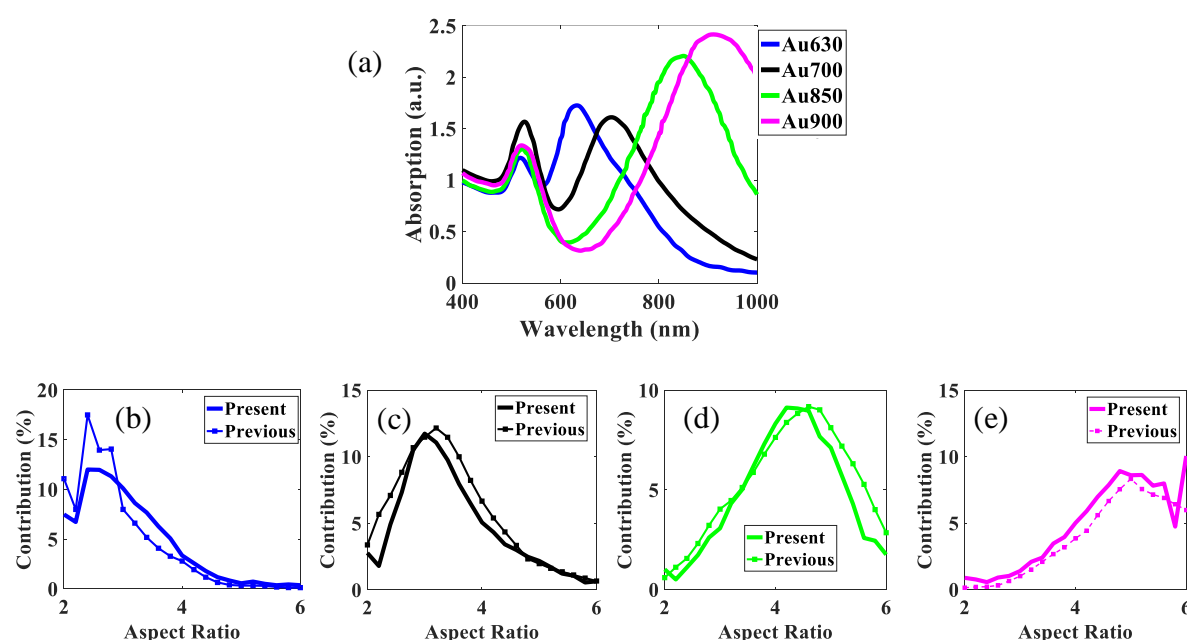 (a)
Absorption (a.u.)
2.5
2
1.5
1
0.5
0
400 600 800 1000
Wavelength (nm)
Au630
Au700
Au850
Au900
(b)
Contribution (%)
20
15
10
5
0
2 4 6
Aspect Ratio
Present
Previous
(c)
Contribution (%)
15
10
5
0
2 4 6
Aspect Ratio
Present
Previous
(d)
Contribution (%)
10
5
0
2 4 6
Aspect Ratio
Present
Previous
(e)
Contribution (%)
15
10
5
0
2 4 6
Aspect Ratio
Present
Previous